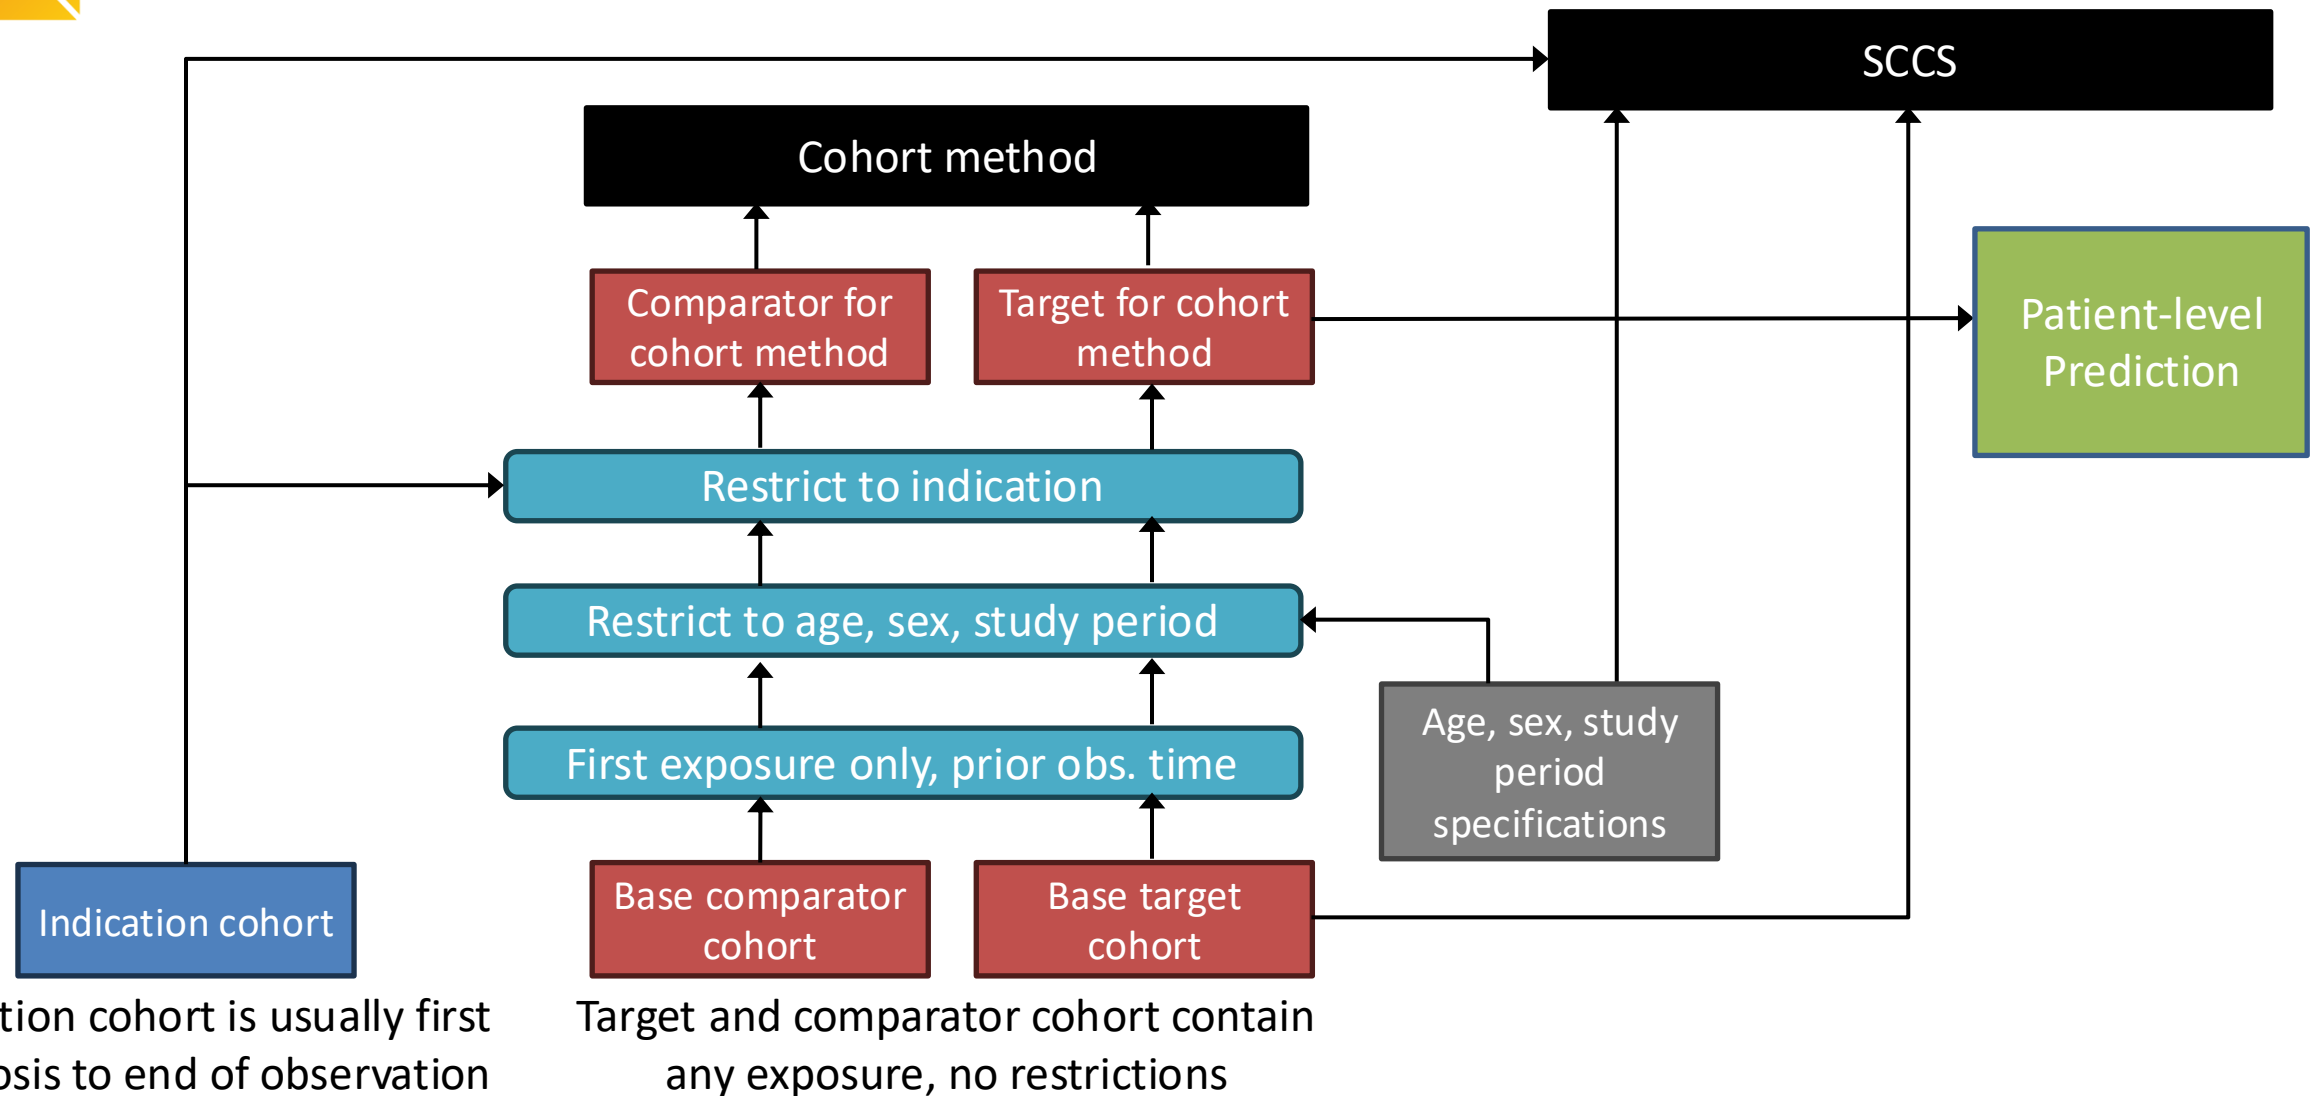 SCCS
Cohort method
Comparator for
cohort method
Target for cohort
method
Patient-level
Prediction
Restrict to indication
Restrict to age, sex, study period
First exposure only, prior obs. time
Age, sex, study
period
specifications
Indication cohort
Base comparator
cohort
Base target
cohort
cohort is usually first
to end of observation
Target and comparator cohort contain
any exposure, no restrictions